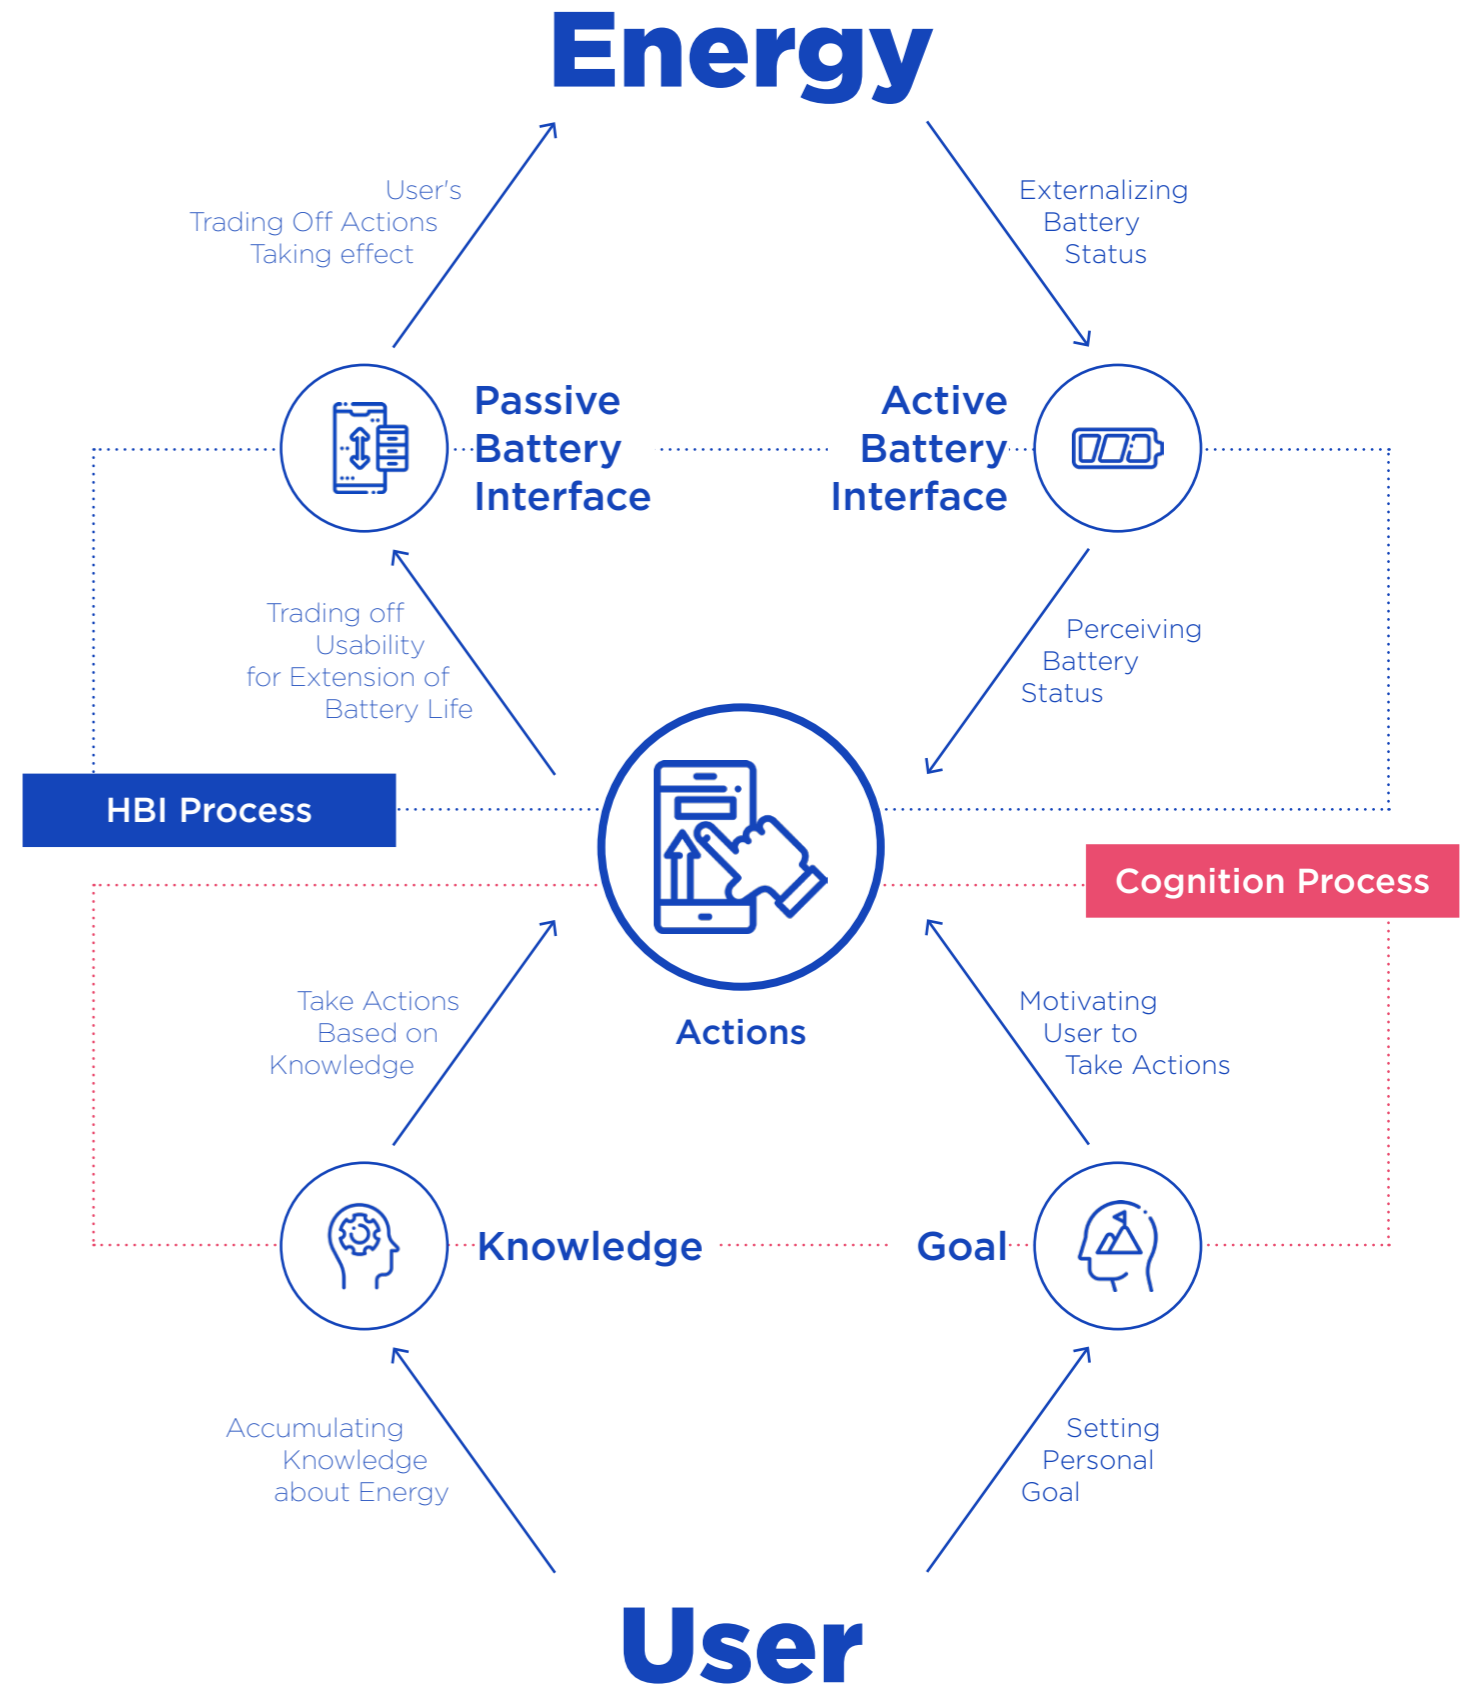 Energy
User's
Trading Off Actions
Taking effect
Externalizing
Battery
Status
Passive
Battery
Interface
Active
Battery
Interface
Trading off
Usability
for Extension of
Battery Life
Perceiving
Battery
Status
HBI Process
Cognition Process
Actions
Take Actions
Based on
Knowledge
Motivating
User to
Take Actions
Knowledge
Goal
Accumulating
Knowledge
about Energy
Setting
Personal
Goal
User